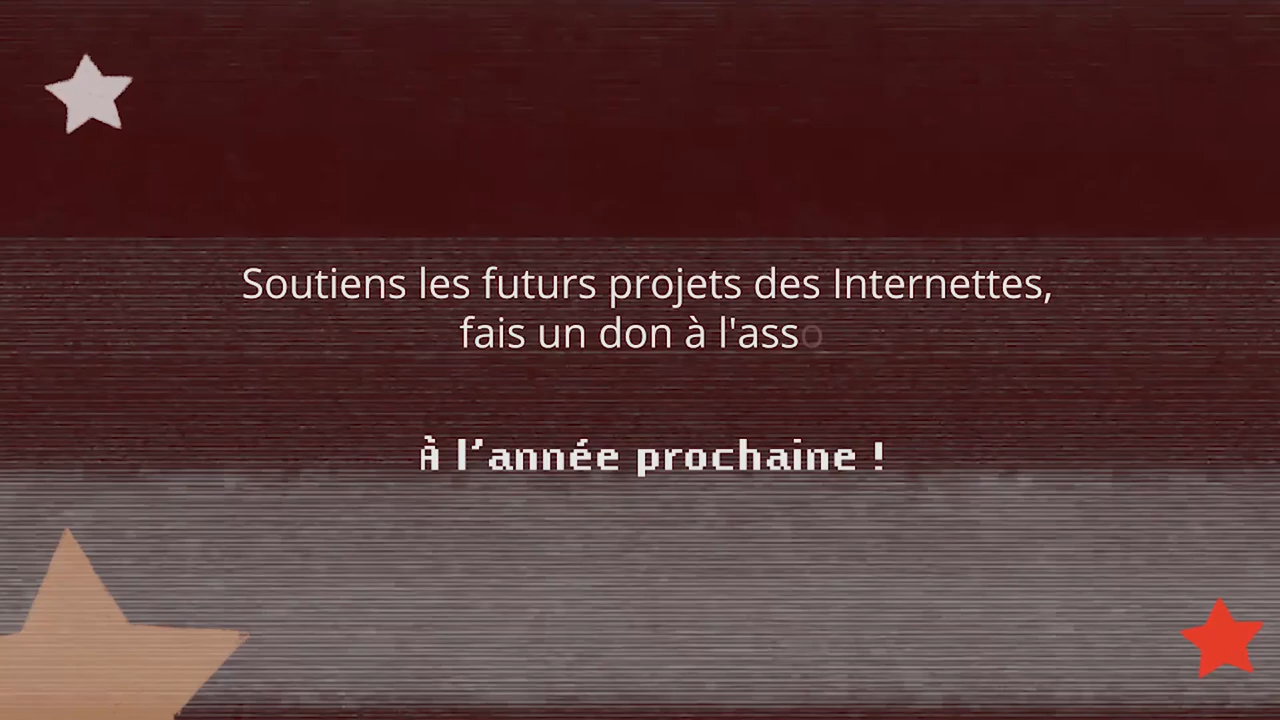 Soutiens les futurs projets des Internettes,
fais un don à l'asso
À l’année prochaine !